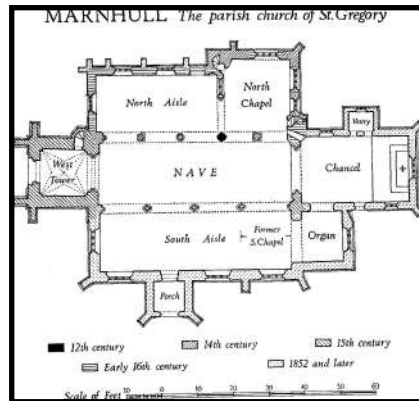 MARNHULL The parish church of St. Gregory
North Aisle
North Chapel
Vestry
West Tower
NAVE
Chancel
South Aisle
Former S. Chapel
Organ
Porch
12th century
14th century
15th century
Early 16th century
1852 and later
Scale of Feet 10 0 10 20 30 40 50 60